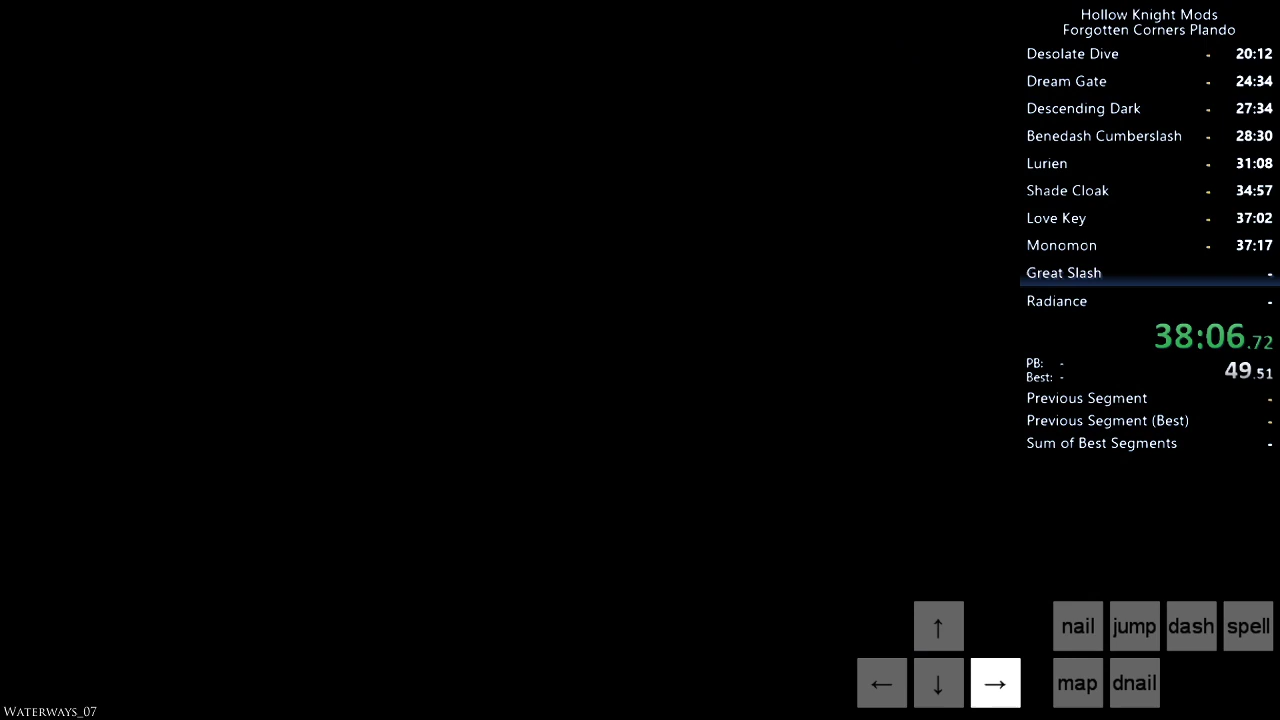 Hollow Knight Mods
Forgotten Corners Plando
Desolate Dive - 20:12
Dream Gate - 24:34
Descending Dark - 27:34
Benedash Cumberslash - 28:30
Lurien - 31:08
Shade Cloak - 34:57
Love Key - 37:02
Monomon - 37:17
Great Slash -
Radiance -
38:06.72
PB: - 49.51
Best: -
Previous Segment -
Previous Segment (Best) -
Sum of Best Segments -
↑ nail jump dash spell
← ↓ → map dnail
Waterways_07